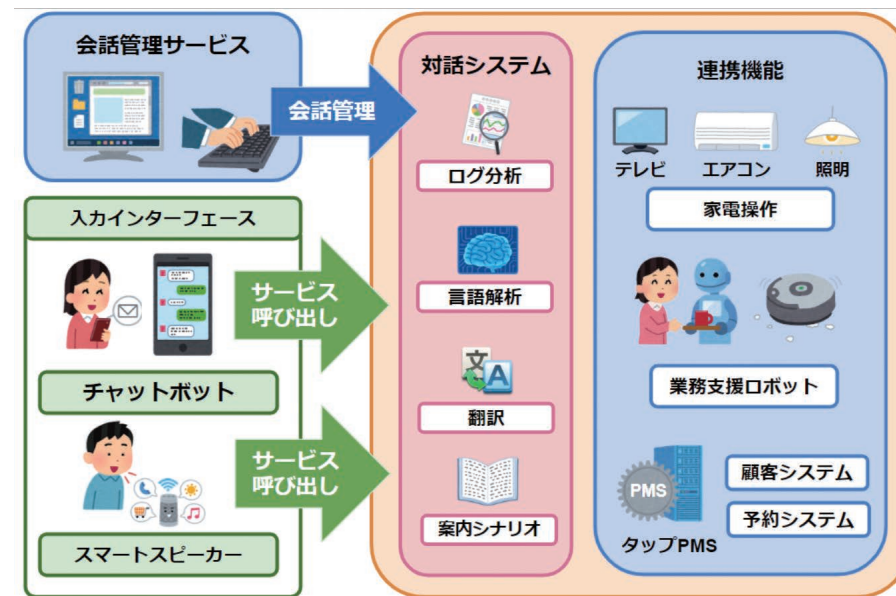 会話管理サービス
会話管理
入力インターフェース
チャットボット
サービス
呼び出し
スマートスピーカー
サービス
呼び出し
対話システム
ログ分析
言語解析
文
A
翻訳
案内シナリオ
連携機能
テレビ
エアコン
照明
家電操作
業務支援ロボット
PMS
タップPMS
顧客システム
予約システム